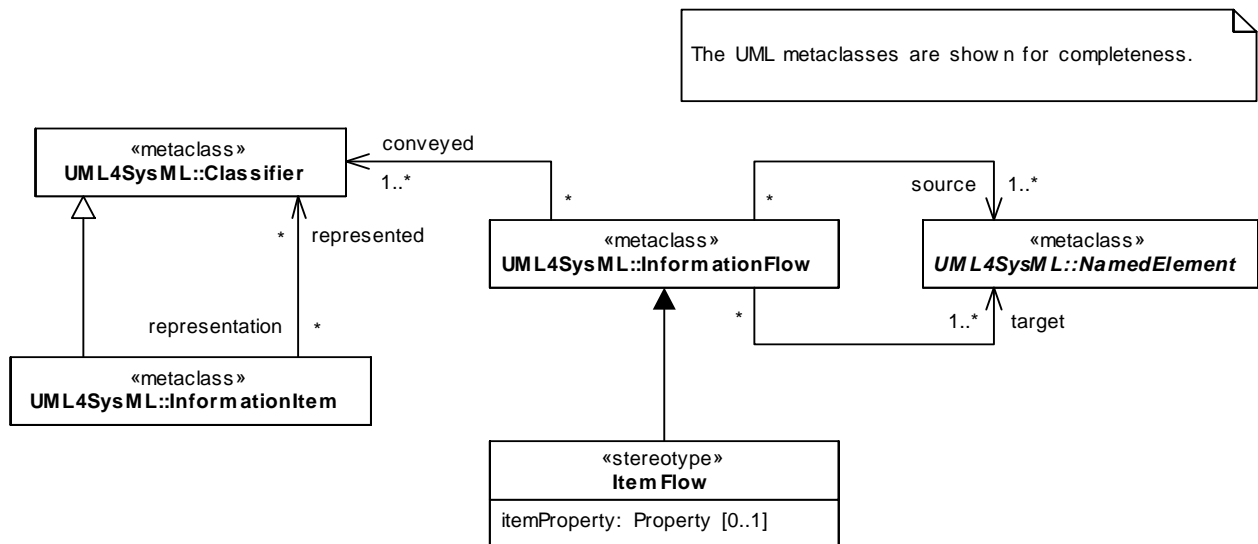 The UML metaclasses are shown for completeness.
«metaclass»
UML4SysML::Classifier
conveyed
1..*
*
*
source
1..*
* represented
«metaclass»
UML4SysML::InformationFlow
«metaclass»
UML4SysML::NamedElement
representation *
*
1..* target
«metaclass»
UML4SysML::InformationItem
«stereotype»
ItemFlow
itemProperty: Property [0..1]